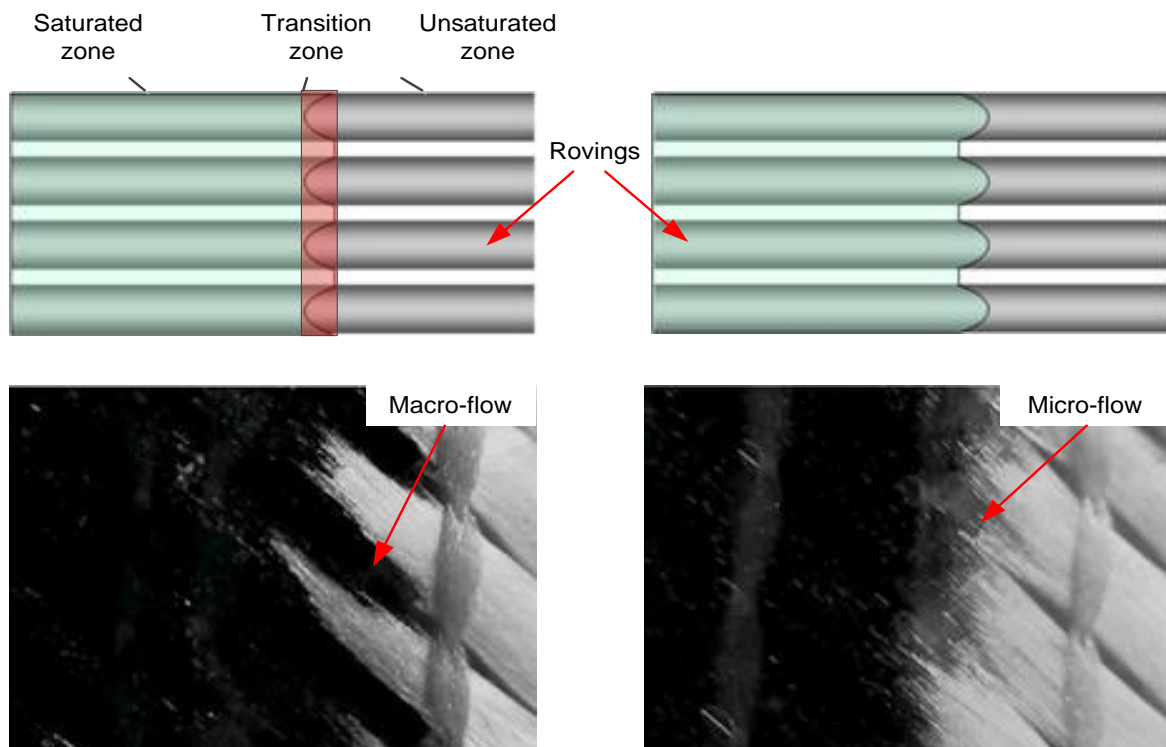 Saturated
zone
Transition
zone
Unsaturated
zone
Rovings
Macro-flow
Micro-flow